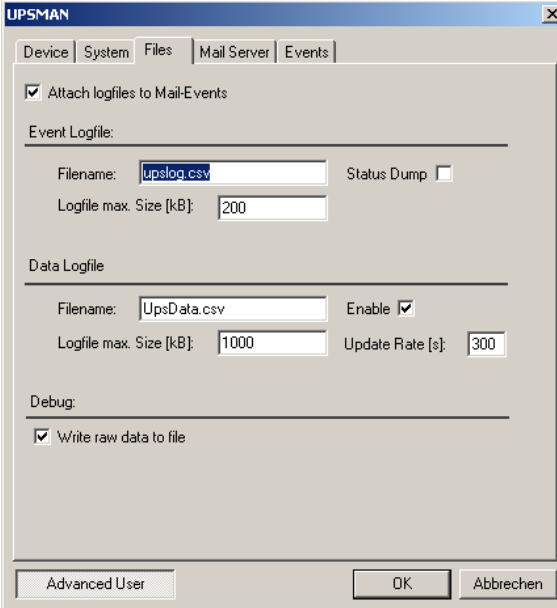 UPSMAN
Device System Files Mail Server Events
Attach logfiles to Mail-Events
Event Logfile:
Filename: upslog.csv Status Dump
Logfile max. Size [kB]: 200
Data Logfile
Filename: UpsData.csv Enable
Logfile max. Size [kB]: 1000 Update Rate [s]: 300
Debug:
Write raw data to file
Advanced User OK Abbrechen